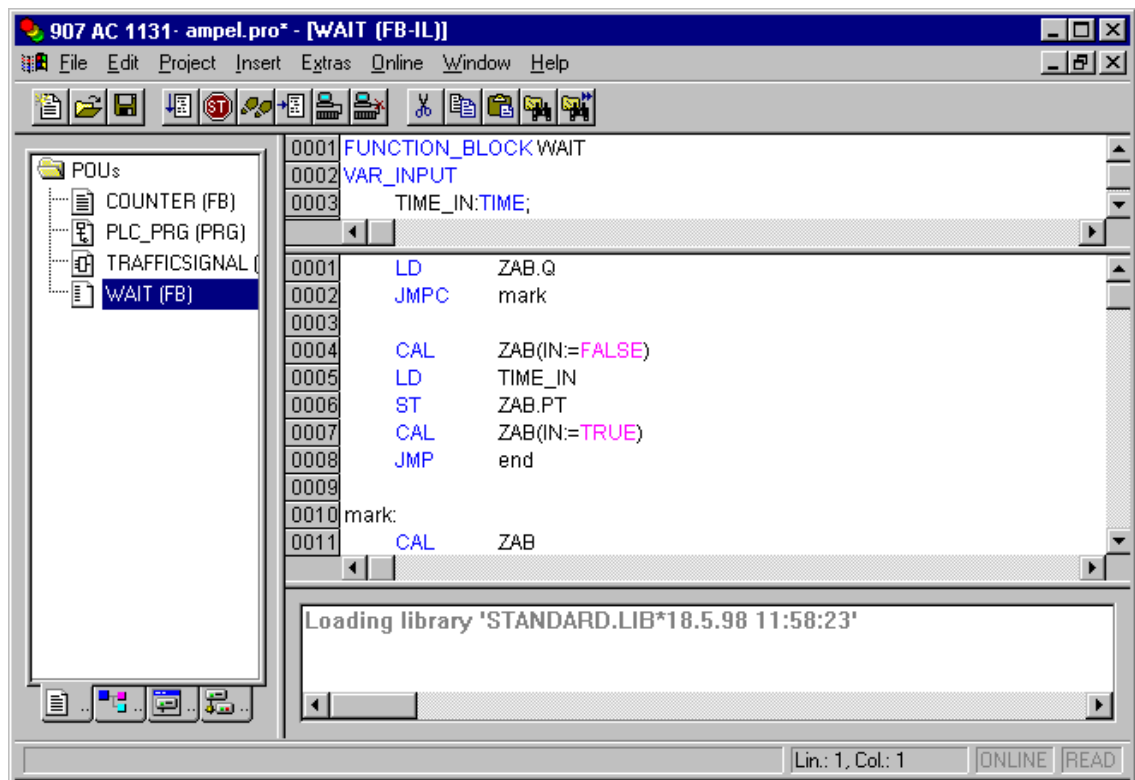 907 AC 1131- ampel.pro* - [WAIT (FB-IL)]
File Edit Project Insert Extras Online Window Help
ST
POUs
COUNTER (FB)
PLC_PRG (PRG)
TRAFFICSIGNAL (
WAIT (FB)
0001 FUNCTION_BLOCK WAIT
0002 VAR_INPUT
0003 TIME_IN:TIME;
0001 LD ZAB.Q
0002 JMPC mark
0003
0004 CAL ZAB(IN:=FALSE)
0005 LD TIME_IN
0006 ST ZAB.PT
0007 CAL ZAB(IN:=TRUE)
0008 JMP end
0009
0010 mark:
0011 CAL ZAB
Loading library 'STANDARD.LIB*18.5.98 11:58:23'
.. .. .. ..
Lin.: 1, Col.: 1 ONLINE READ